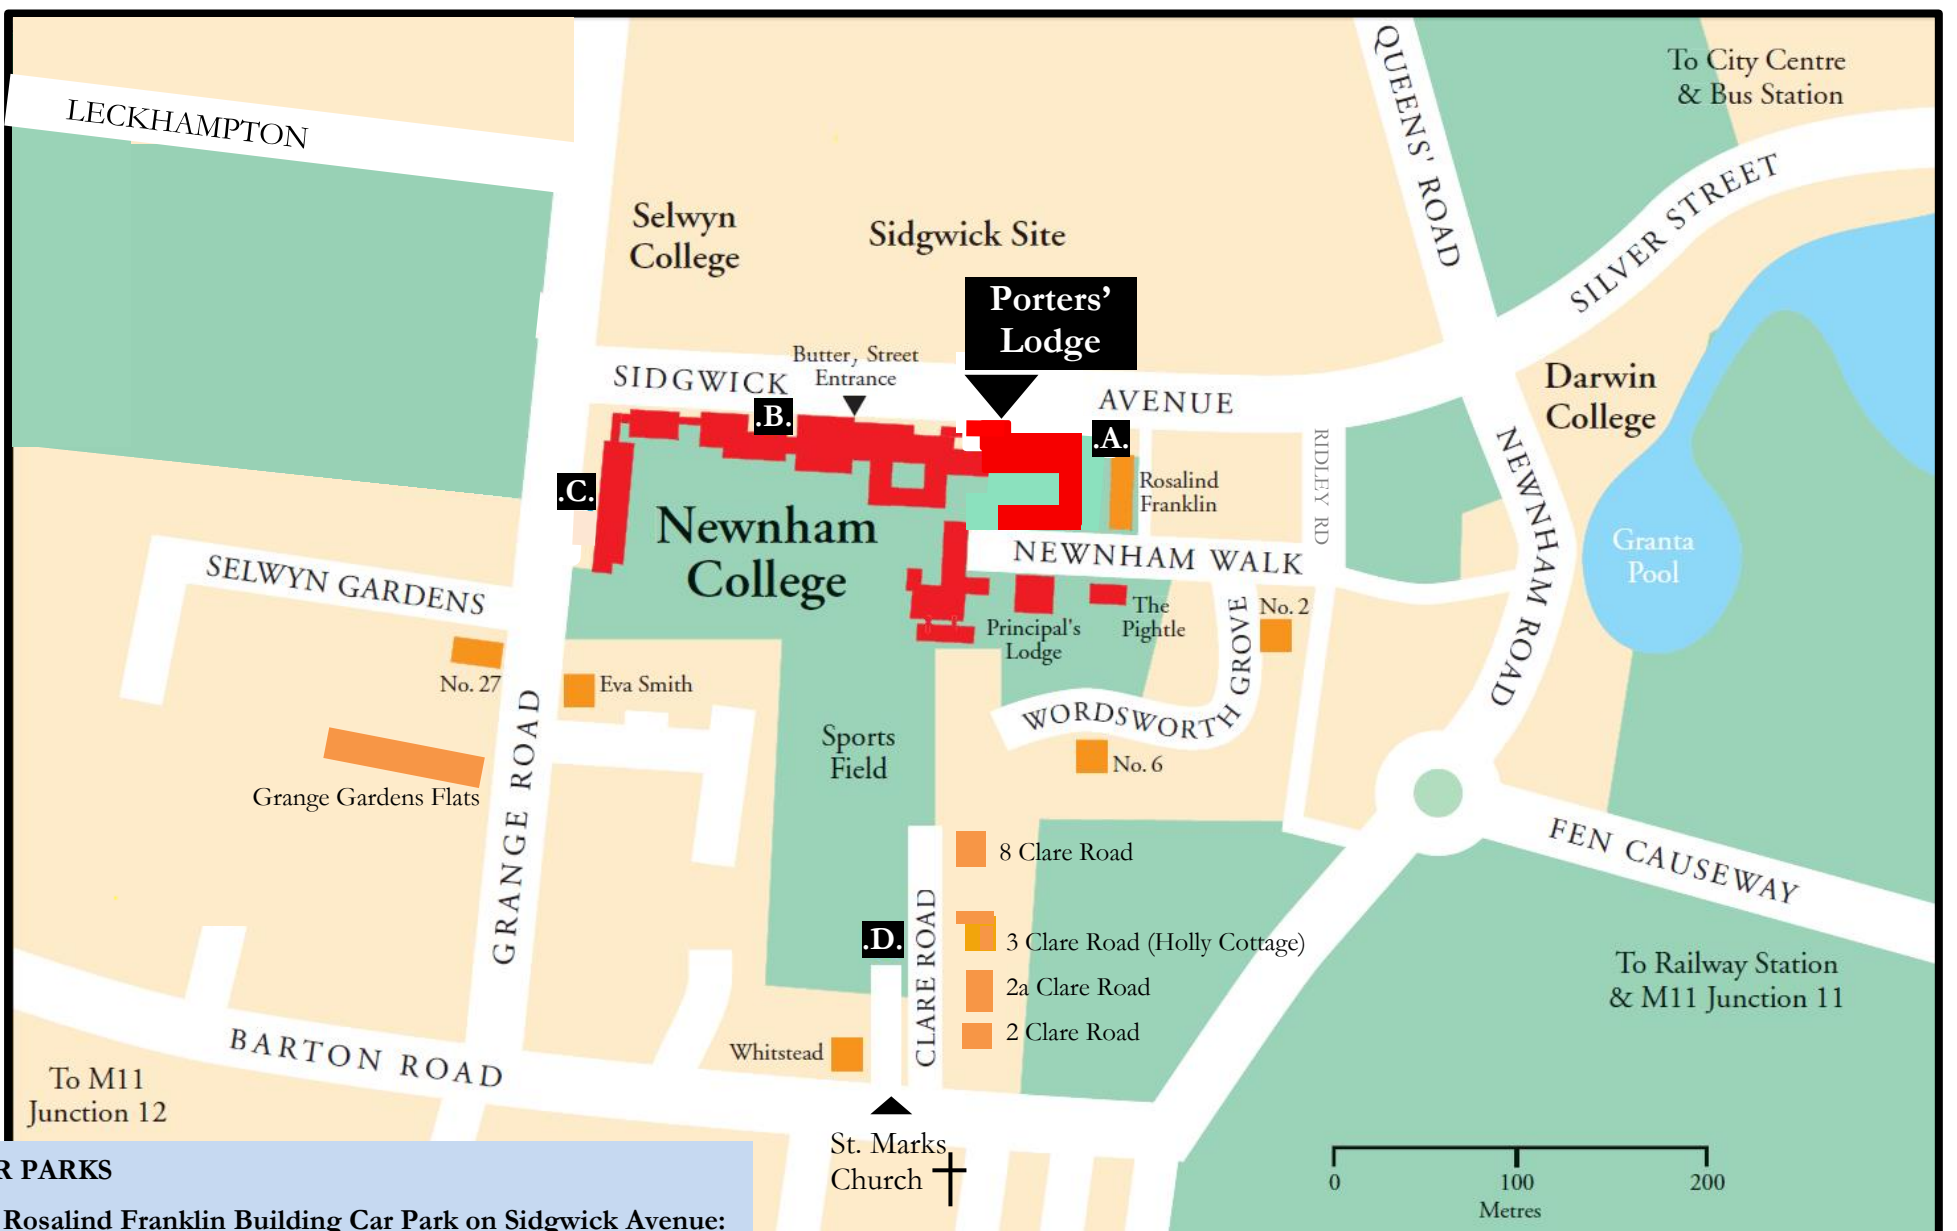 LECKHAMPTON
QUEENS' ROAD
To City Centre
& Bus Station
SILVER STREET
Selwyn
College
Sidgwick Site
Porters’
Lodge
Butter, Street
Entrance
SIDGWICK
AVENUE
Darwin
College
.B.
.A.
.C.
RIDLEY RD
NEWNHAM ROAD
Rosalind
Franklin
Newnham
College
NEWNHAM WALK
Granta
Pool
SELWYN GARDENS
The
Pightle
No. 2
Principal's
Lodge
WORDSWORTH GROVE
No. 27
Eva Smith
No. 6
Sports
Field
Grange Gardens Flats
GRANGE ROAD
FEN CAUSEWAY
8 Clare Road
.D.
CLARE ROAD
3 Clare Road (Holly Cottage)
2a Clare Road
2 Clare Road
To Railway Station
& M11 Junction 11
BARTON ROAD
Whitstead
To M11
Junction 12
St. Marks
Church
0 100 200
Metres
R PARKS
Rosalind Franklin Building Car Park on Sidgwick Avenue: